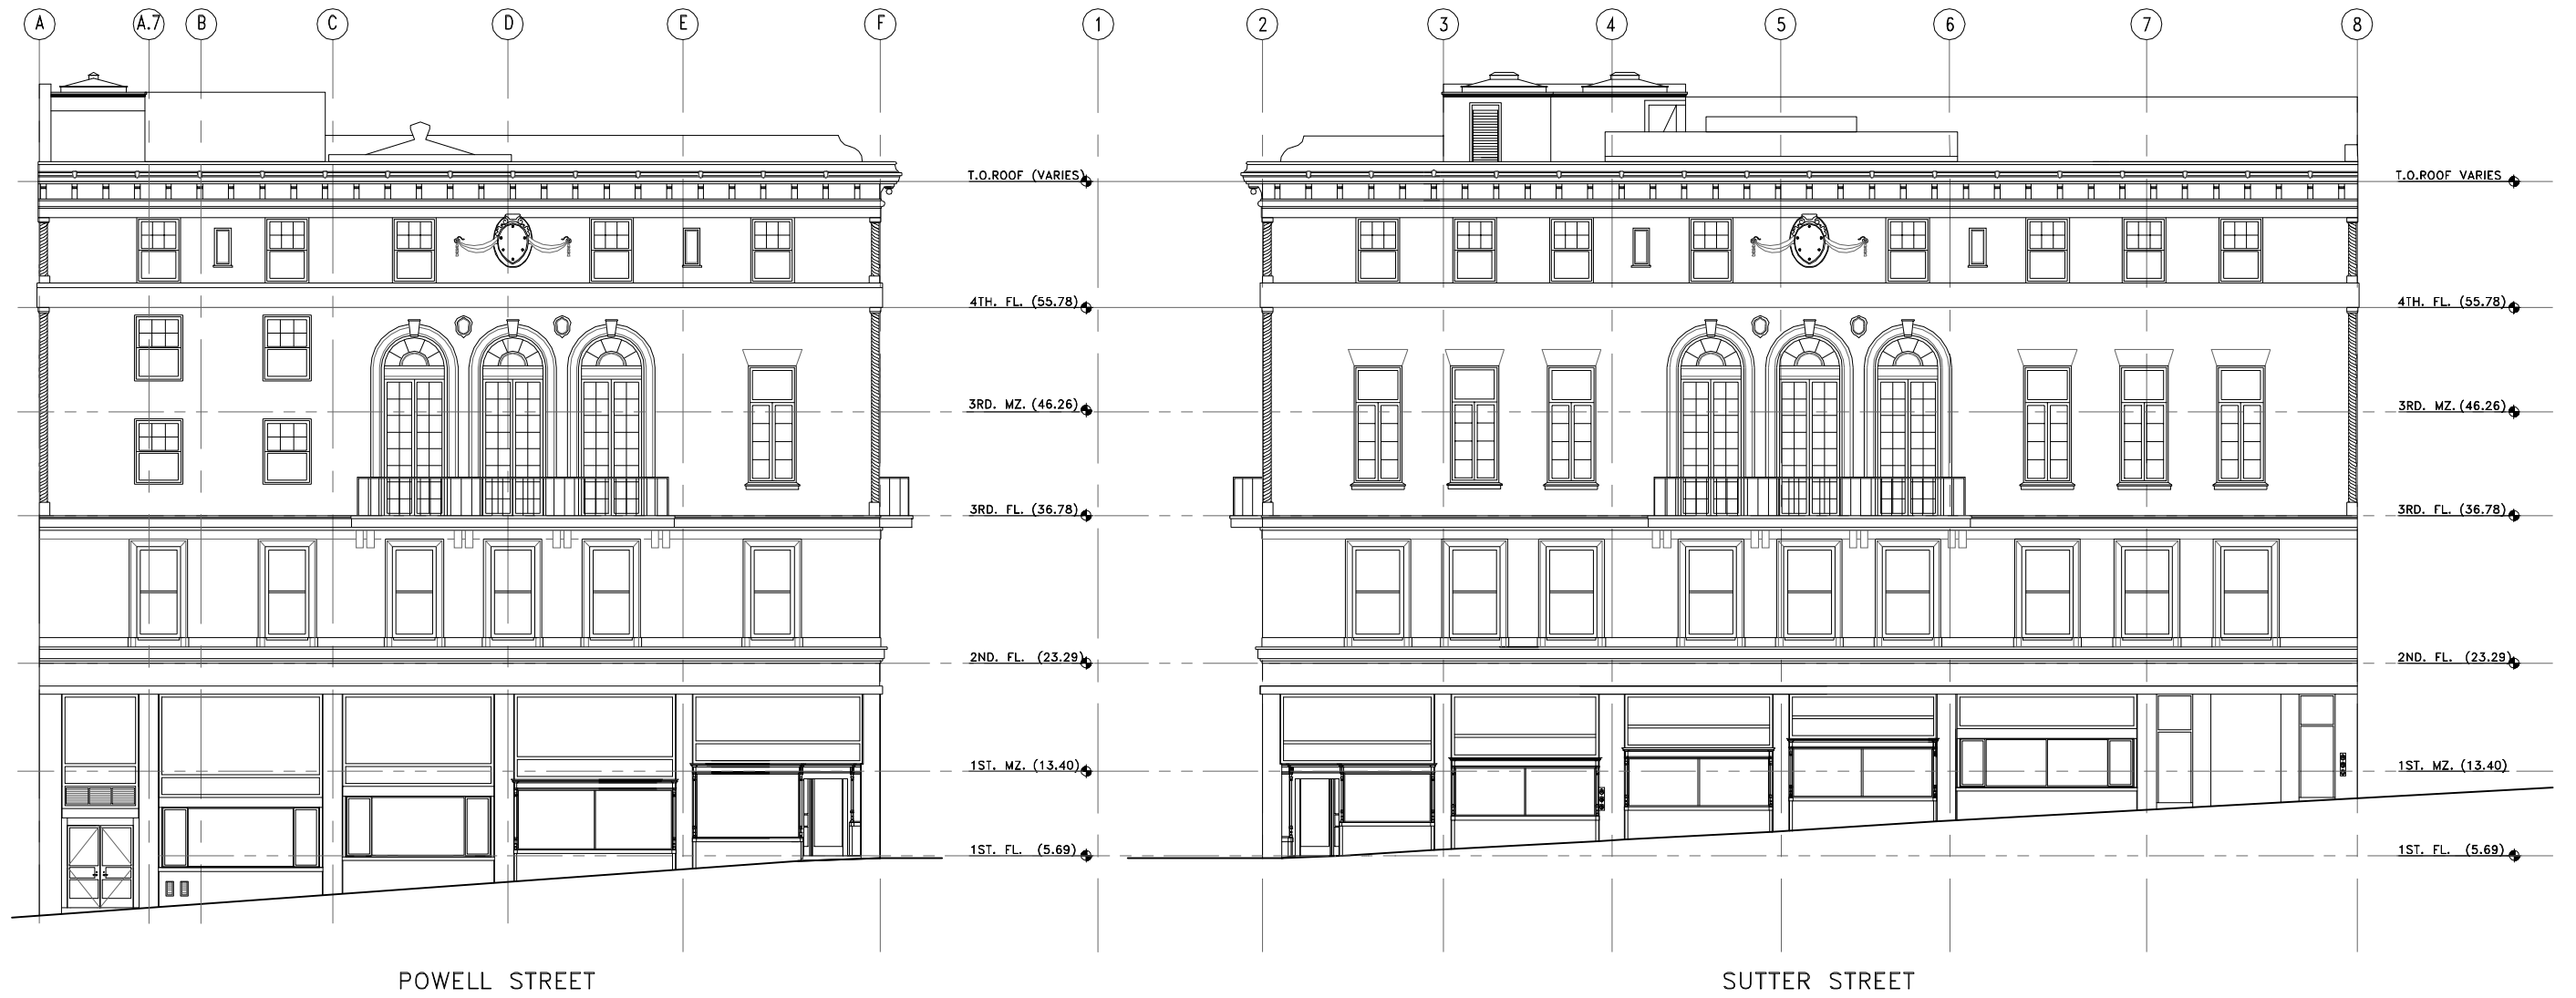 A A.7 B C D E F 1 2 3 4 5 6 7 8
T.O.ROOF (VARIES) T.O.ROOF VARIES
4TH. FL. (55.78) 4TH. FL. (55.78)
3RD. MZ. (46.26) 3RD. MZ. (46.26)
3RD. FL. (36.78) 3RD. FL. (36.78)
2ND. FL. (23.29) 2ND. FL. (23.29)
1ST. MZ. (13.40) 1ST. MZ. (13.40)
1ST. FL. (5.69) 1ST. FL. (5.69)
POWELL STREET SUTTER STREET